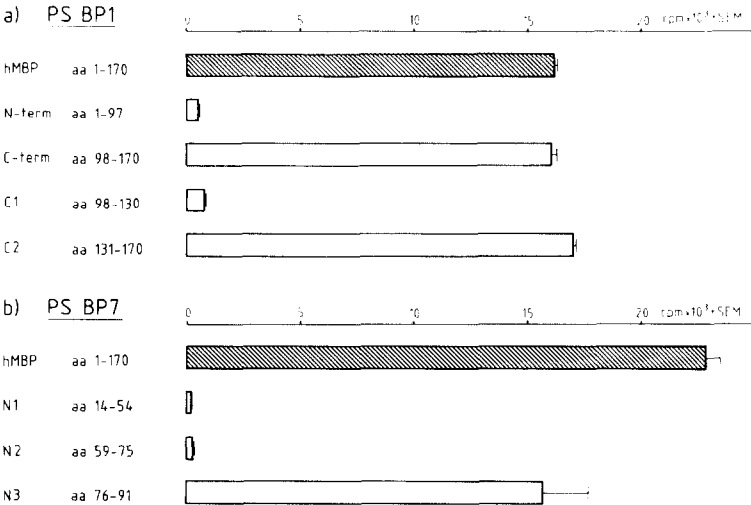 a) PS BP1
0 5 10 15 20 cpm×10³+SEM
hMBP aa 1-170
N-term aa 1-97
C-term aa 98-170
C1 aa 98-130
C2 aa 131-170
b) PS BP7
0 5 10 15 20 cpm×10³+SEM
hMBP aa 1-170
N1 aa 14-54
N2 aa 59-75
N3 aa 76-91